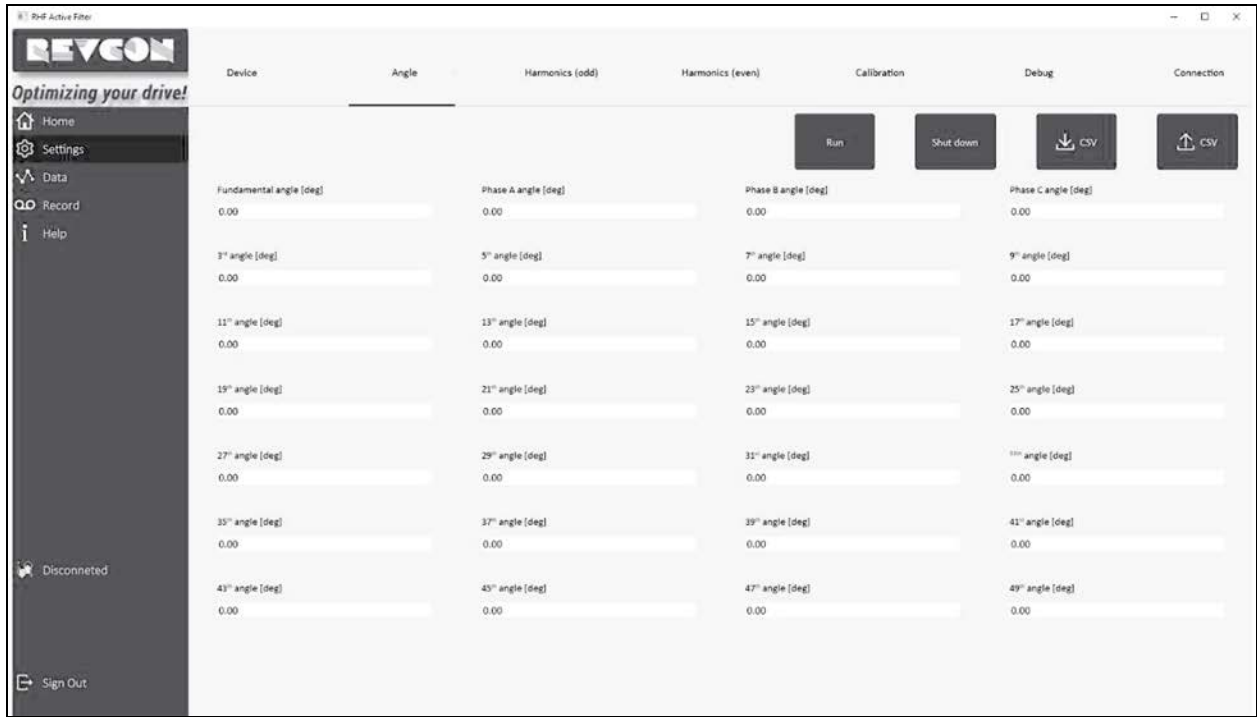 RHF Active Filter
REVCON
Optimizing your drive!
Home
Settings
Data
Record
Help
Disconneted
Sign Out
Device Angle Harmonics (odd) Harmonics (even) Calibration Debug Connection
Run Shut down CSV CSV
Fundamental angle [deg] Phase A angle [deg] Phase B angle [deg] Phase C angle [deg]
0.00 0.00 0.00 0.00
3rd angle [deg] 5th angle [deg] 7th angle [deg] 9th angle [deg]
0.00 0.00 0.00 0.00
11th angle [deg] 13th angle [deg] 15th angle [deg] 17th angle [deg]
0.00 0.00 0.00 0.00
19th angle [deg] 21th angle [deg] 23th angle [deg] 25th angle [deg]
0.00 0.00 0.00 0.00
27th angle [deg] 29th angle [deg] 31st angle [deg] angle [deg]
0.00 0.00 0.00 0.00
35th angle [deg] 37th angle [deg] 39th angle [deg] 41st angle [deg]
0.00 0.00 0.00 0.00
43th angle [deg] 45th angle [deg] 47th angle [deg] 49th angle [deg]
0.00 0.00 0.00 0.00